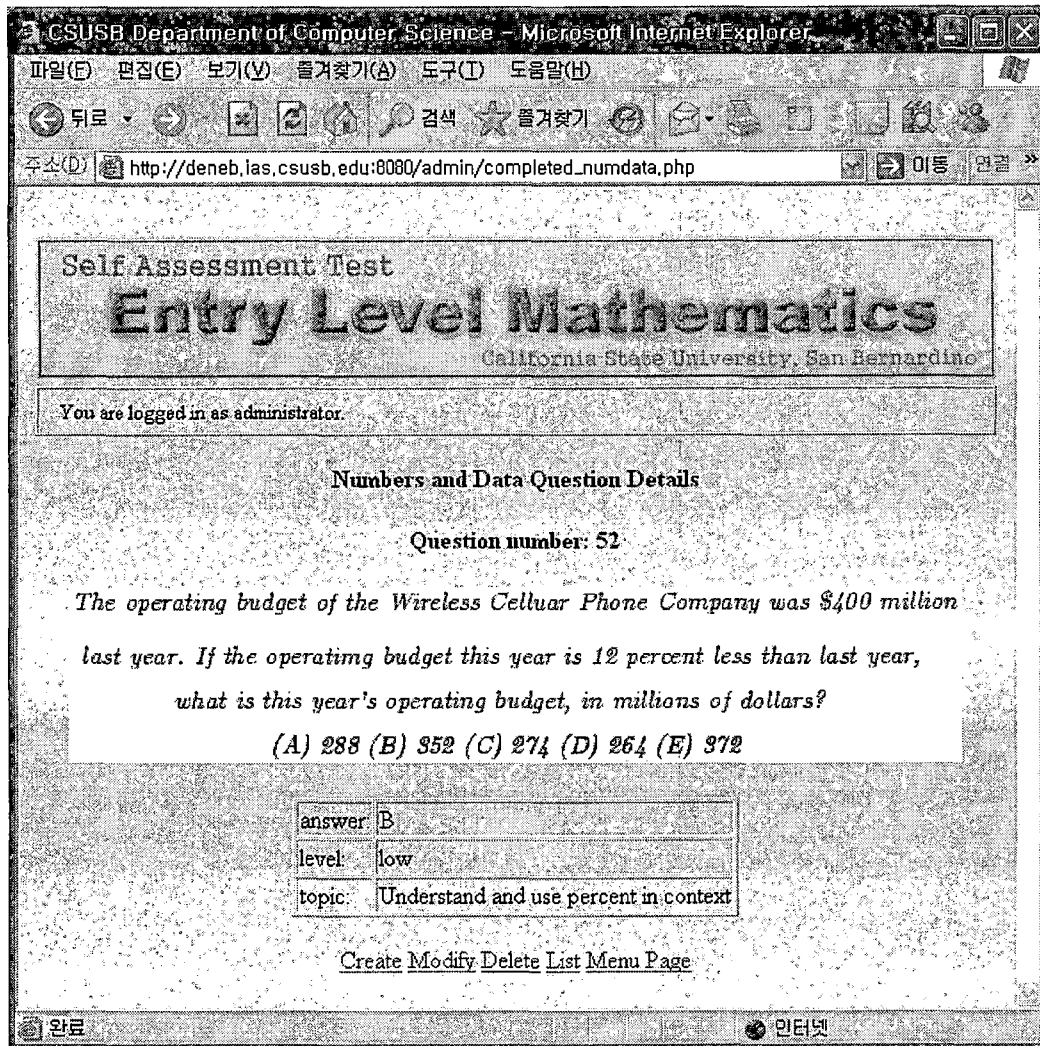 CSUSB Department of Computer Science - Microsoft Internet Explorer
파일(F) 편집(E) 보기(V) 즐겨찾기(A) 도구(T) 도움말(H)
뒤로 검색 즐겨찾기
주소(D) http://deneb.ias.csusb.edu:8080/admin/completed_numdata.php 이동 연결 »
Self Assessment Test
Entry Level Mathematics
California State University, San Bernardino
You are logged in as administrator.
Numbers and Data Question Details
Question number: 52
The operating budget of the Wireless Celluar Phone Company was $400 million
last year. If the operatimg budget this year is 12 percent less than last year,
what is this year's operating budget, in millions of dollars?
(A) 288 (B) 352 (C) 274 (D) 264 (E) 372
answer: B
level: low
topic: Understand and use percent in context
Create Modify Delete List Menu Page
완료 인터넷